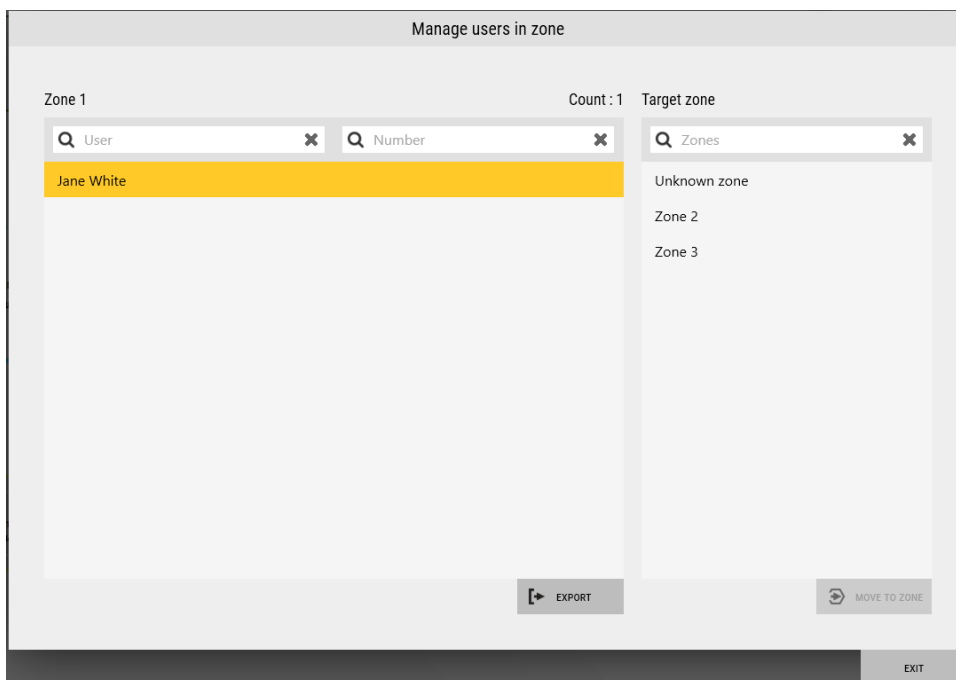 Manage users in zone
Zone 1 Count : 1 Target zone
User Number Zones
Jane White
Unknown zone
Zone 2
Zone 3
EXPORT MOVE TO ZONE
EXIT